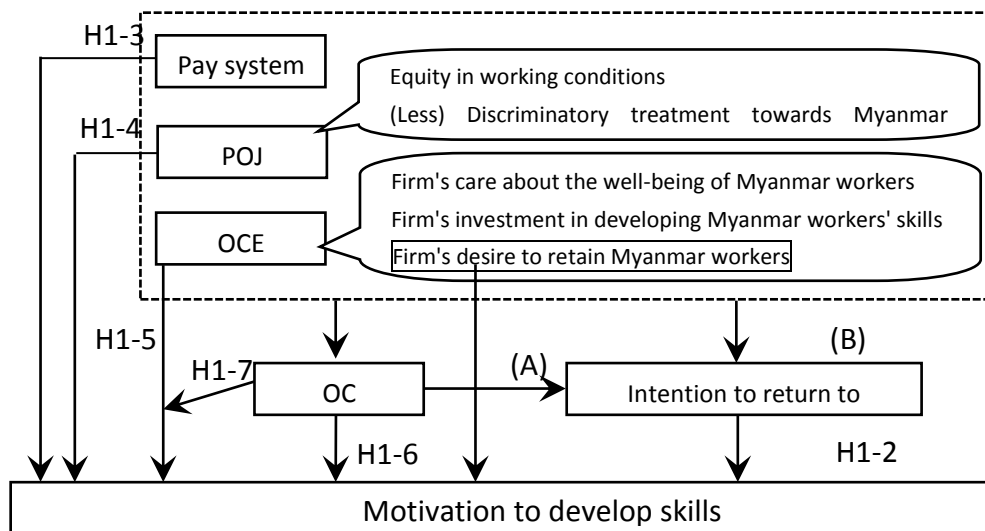 H1-3
Pay system
Equity in working conditions
(Less) Discriminatory treatment towards Myanmar
H1-4
POJ
Firm's care about the well-being of Myanmar workers
Firm's investment in developing Myanmar workers' skills
Firm's desire to retain Myanmar workers
OCE
H1-5
H1-7
OC
(A)
(B)
Intention to return to
H1-6
H1-2
Motivation to develop skills